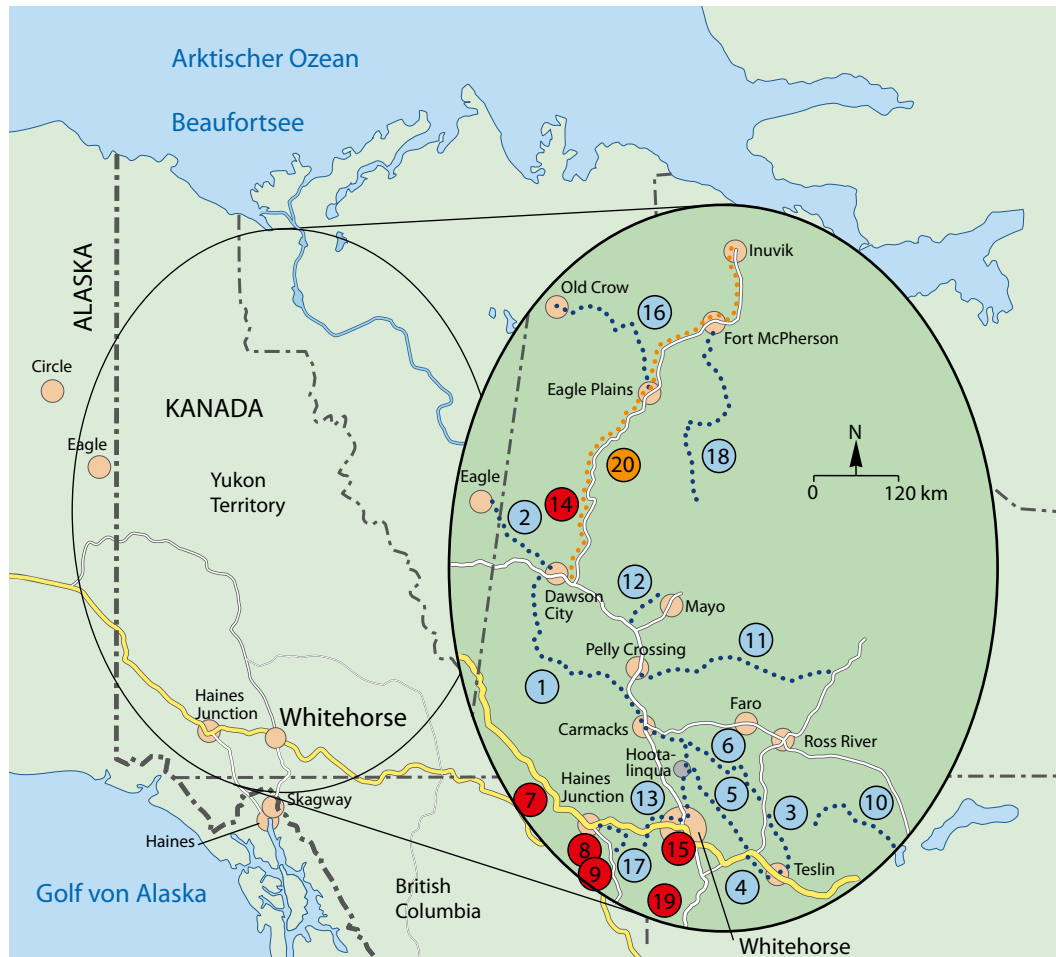 Arktischer Ozean
Beaufortsee
ALASKA
Circle
Eagle
KANADA
Yukon
Territory
Haines
Junction
Whitehorse
Skagway
Haines
Golf von Alaska
British
Columbia
Inuvik
Old Crow
16
Fort McPherson
Eagle Plains
20
18
N
0
120 km
Eagle
14
2
12
Dawson
City
Mayo
11
Pelly Crossing
1
Faro
Carmacks
6
Ross River
Hoota-
linqua
Haines
Junction
7
13
5
3
10
8
15
17
9
Teslin
4
19
Whitehorse